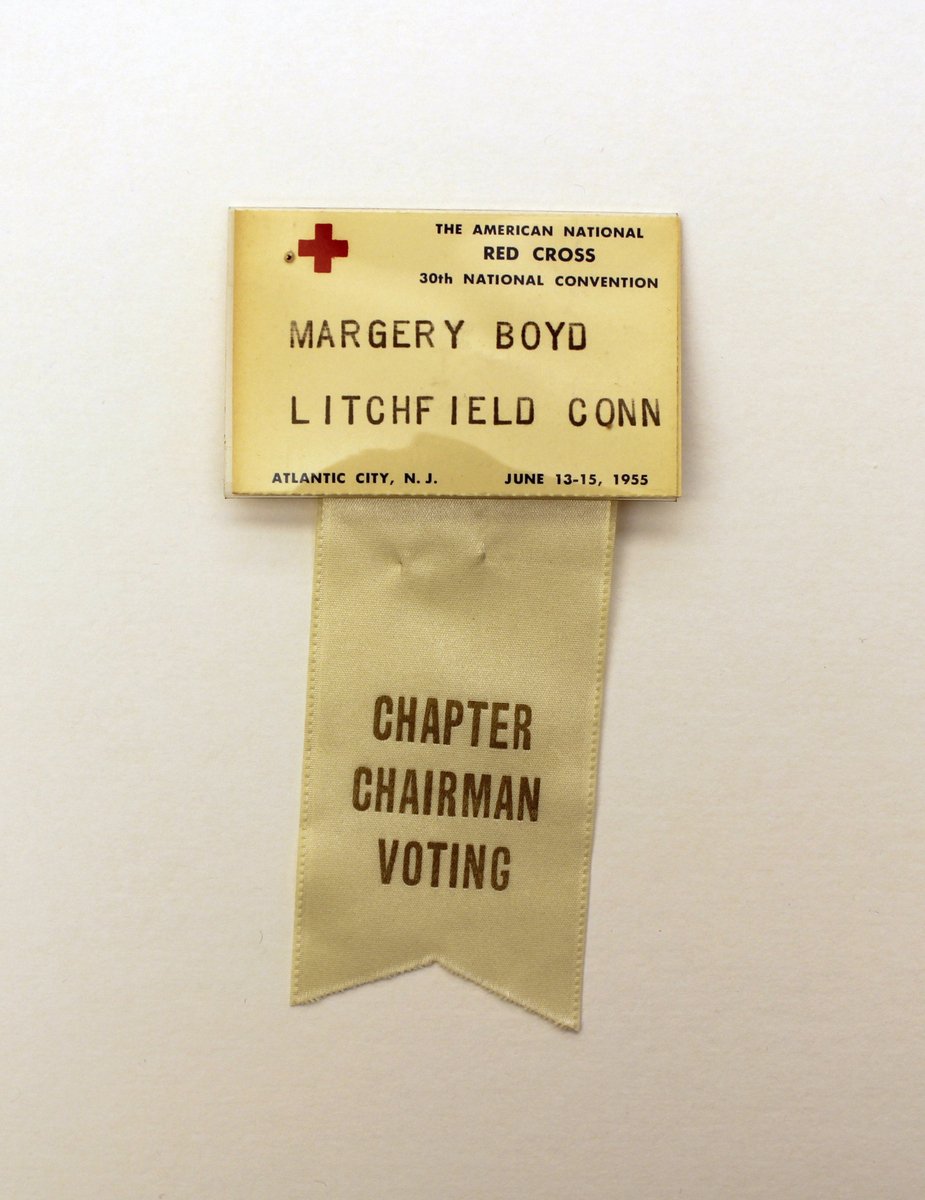 THE AMERICAN NATIONAL
RED CROSS
30th NATIONAL CONVENTION
MARGERY BOYD
LITCHFIELD CONN
ATLANTIC CITY, N. J. JUNE 13-15, 1955
CHAPTER
CHAIRMAN
VOTING